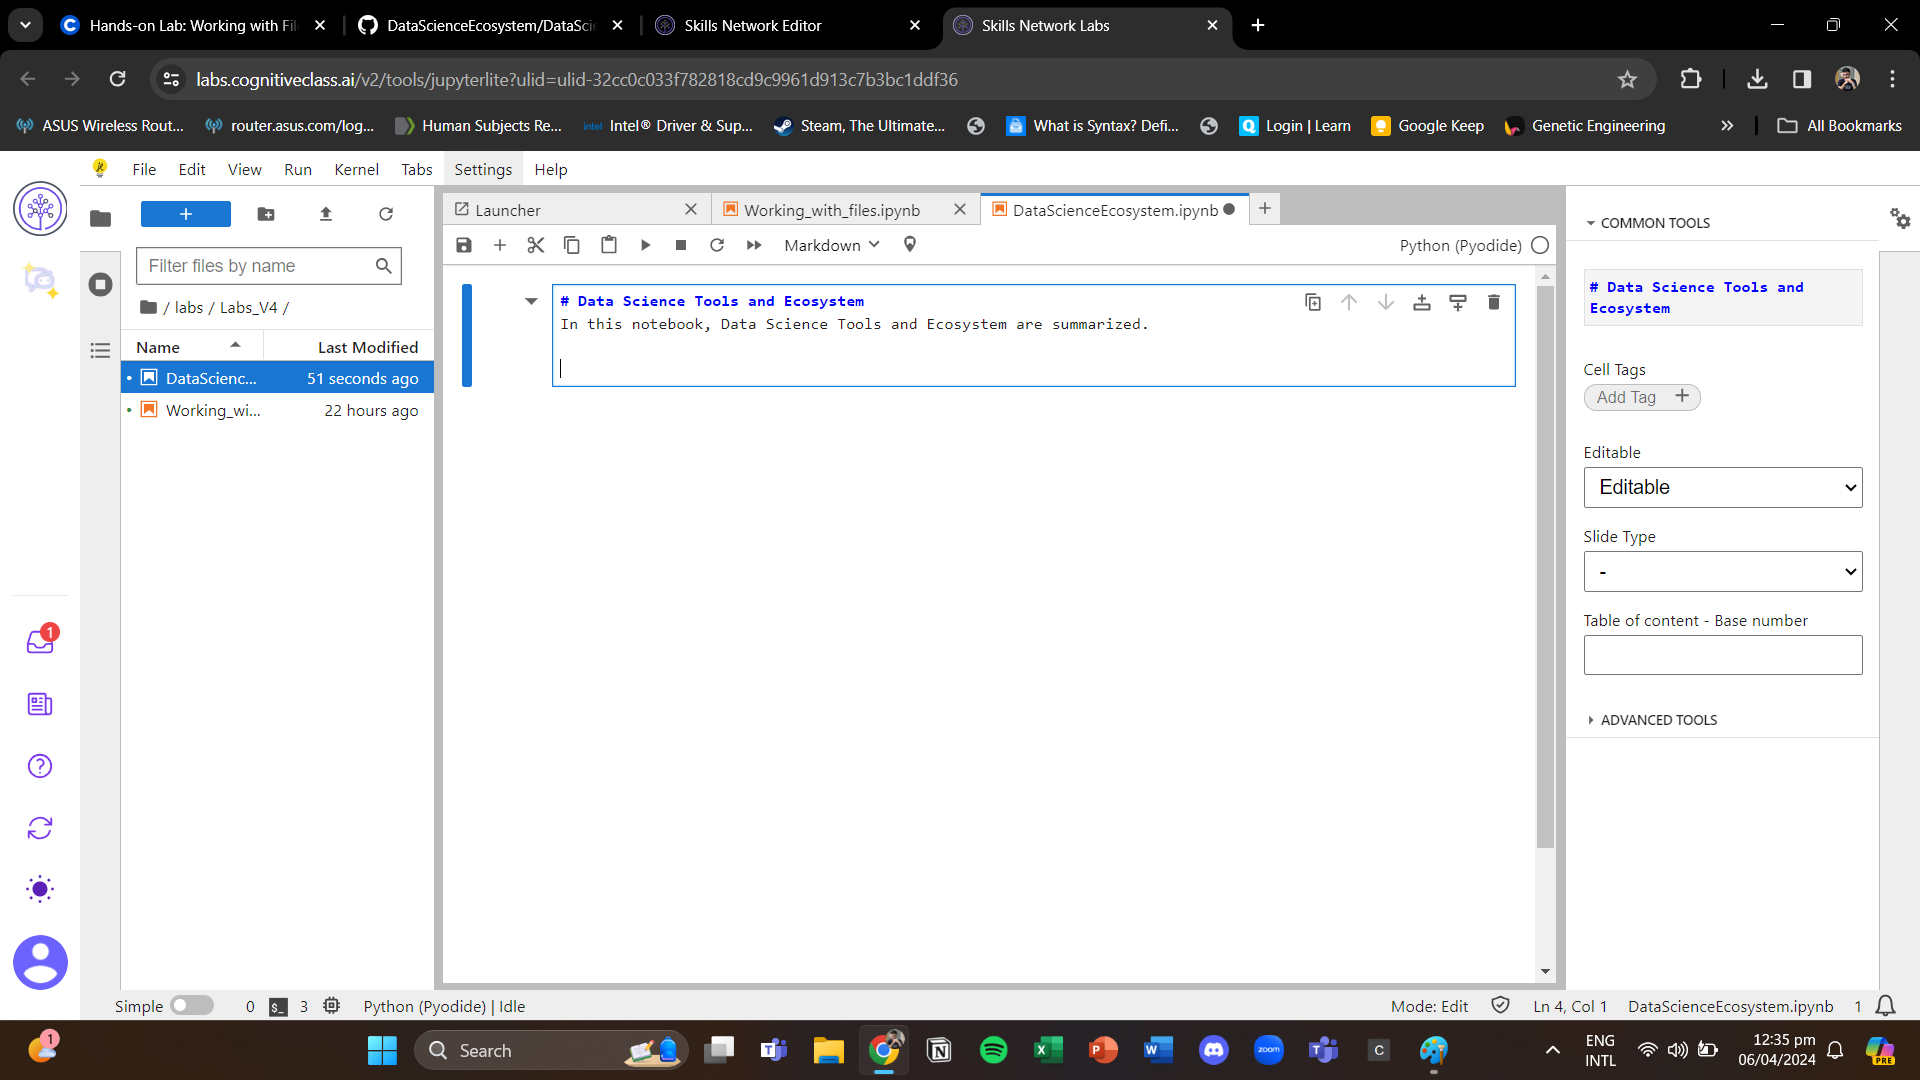 Hands-on Lab: Working with Fil
DataScienceEcosystem/DataScie
Skills Network Editor
Skills Network Labs
labs.cognitiveclass.ai/v2/tools/jupyterlite?ulid=ulid-32cc0c033f782818cd9c9961d913c7b3bc1ddf36
ASUS Wireless Rout...
router.asus.com/log...
Human Subjects Re...
intel
Intel® Driver & Sup...
Steam, The Ultimate...
What is Syntax? Defi...
Login | Learn
Google Keep
Genetic Engineering
All Bookmarks
File Edit View Run Kernel Tabs Settings Help
Launcher
Working_with_files.ipynb
DataScienceEcosystem.ipynb
Filter files by name
/ labs / Labs_V4 /
Name Last Modified
DataScienc... 51 seconds ago
Working_wi... 22 hours ago
Markdown
Python (Pyodide)
# Data Science Tools and Ecosystem
In this notebook, Data Science Tools and Ecosystem are summarized.
COMMON TOOLS
# Data Science Tools and
Ecosystem
Cell Tags
Add Tag +
Editable
Editable
Slide Type
-
Table of content - Base number
ADVANCED TOOLS
1
Simple 0 $_ 3 Python (Pyodide) | Idle
Mode: Edit Ln 4, Col 1 DataScienceEcosystem.ipynb 1
1
Search
zoom
C
ENG
INTL
12:35 pm
06/04/2024
PRE